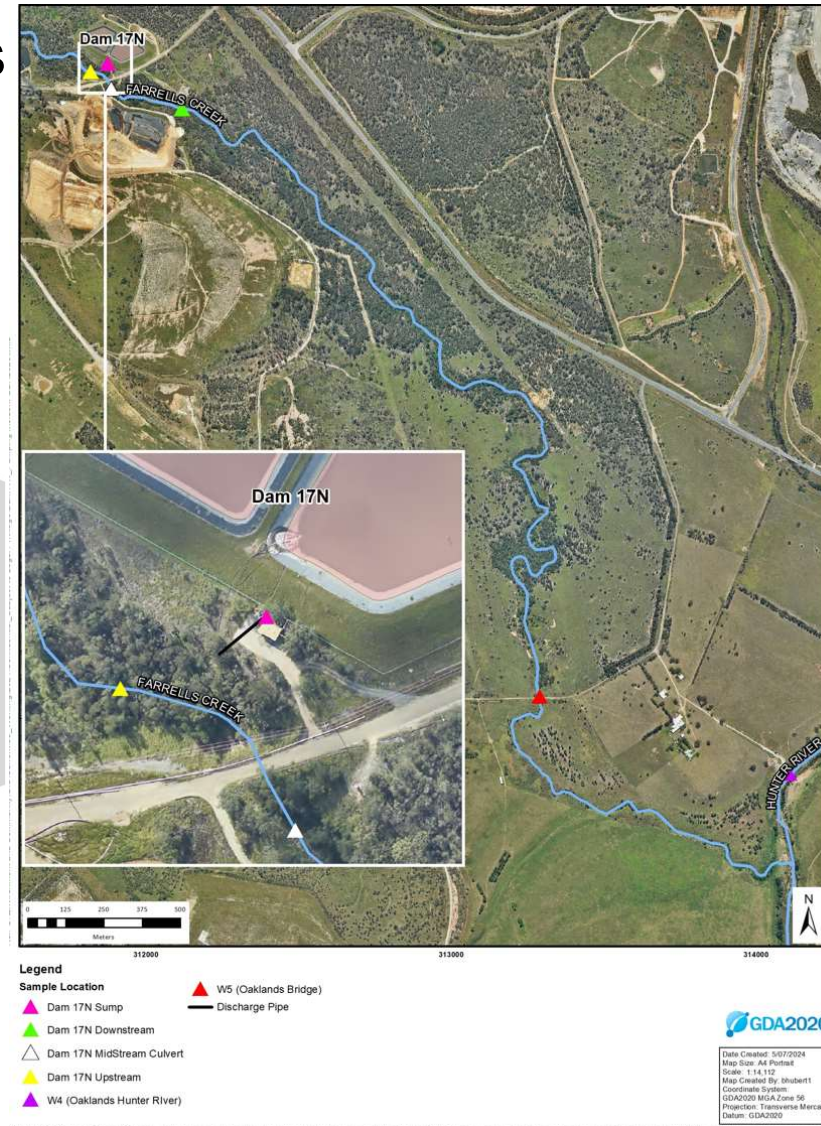 S
Dam 17N
FARRELLS CREEK
Dam 17N
FARRELLS CREEK
HUNTER RIVER
0 125 250 375 500
Meters
N
312000 313000 314000
Legend
Sample Location
Dam 17N Sump
Dam 17N Downstream
Dam 17N MidStream Culvert
Dam 17N Upstream
W4 (Oaklands Hunter River)
W5 (Oaklands Bridge)
Discharge Pipe
GDA2020
Date Created: 5/07/2024
Map Size: A4 Portrait
Scale: 1:14,112
Map Created By: bhubert1
Coordinate System:
GDA2020 MGA Zone 56
Projection: Transverse Merca
Datum: GDA2020